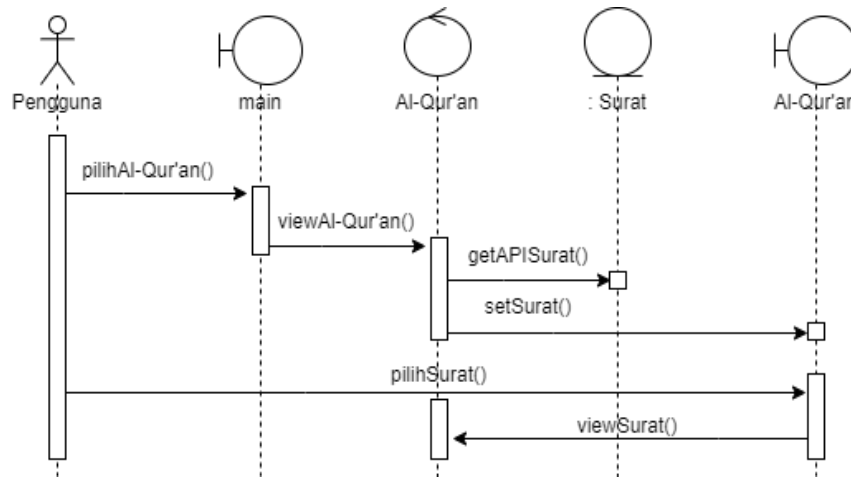 Pengguna
main
Al-Qur'an
: Surat
Al-Qur'an
pilihAl-Qur'an()
viewAl-Qur'an()
getAPISurat()
setSurat()
pilihSurat()
viewSurat()